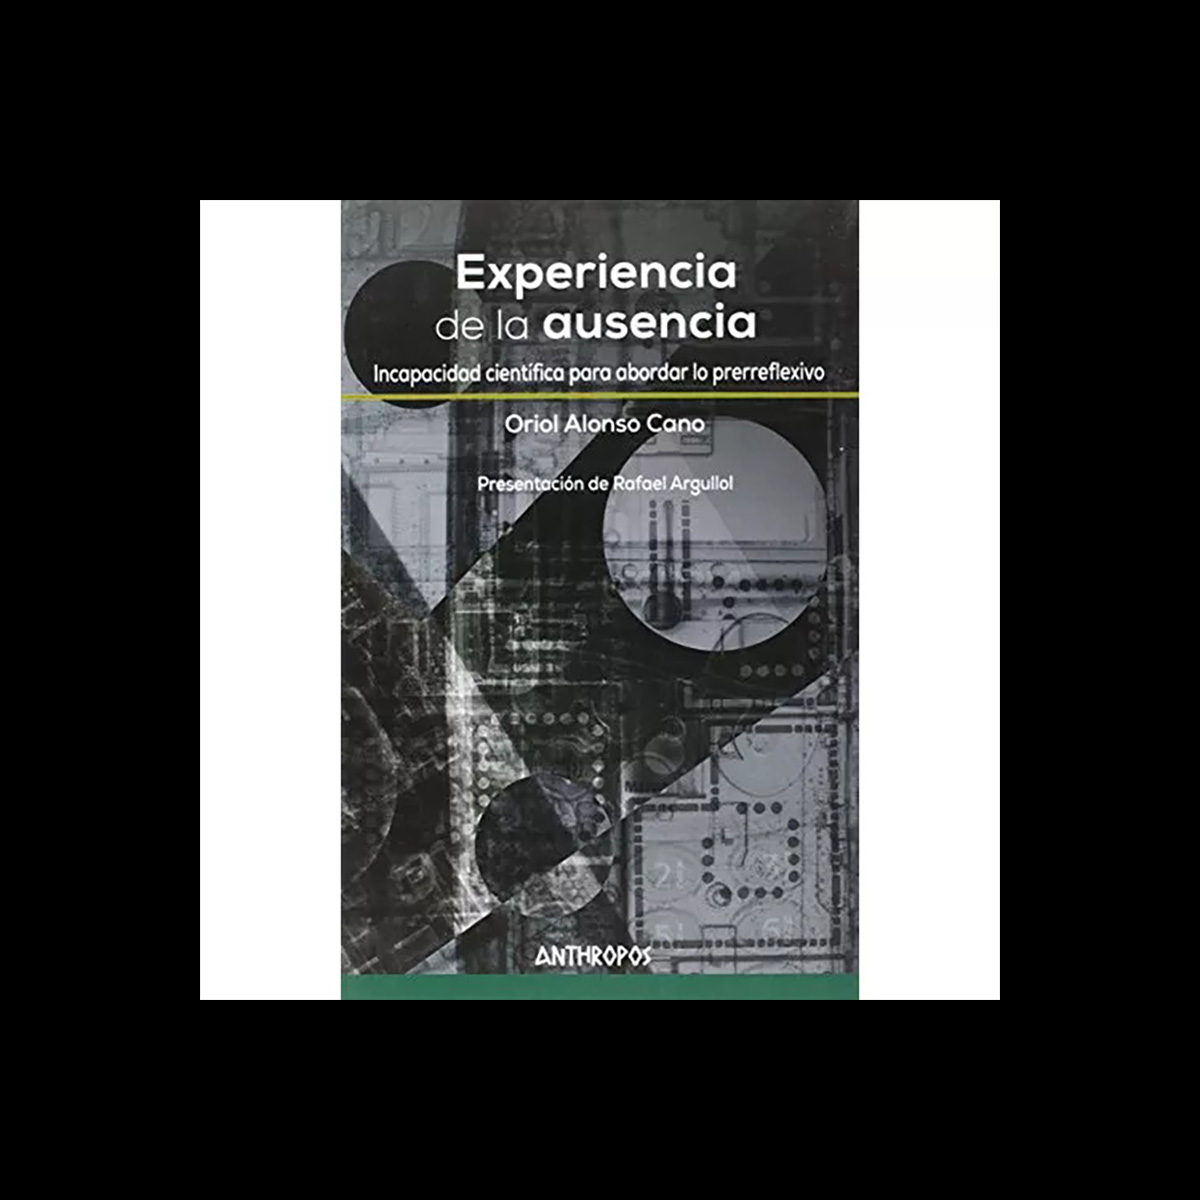 Experiencia
de la ausencia
Incapacidad científica para abordar lo prerreflexivo
Oriol Alonso Cano
Presentación de Rafael Argullol
ANTHROPOS